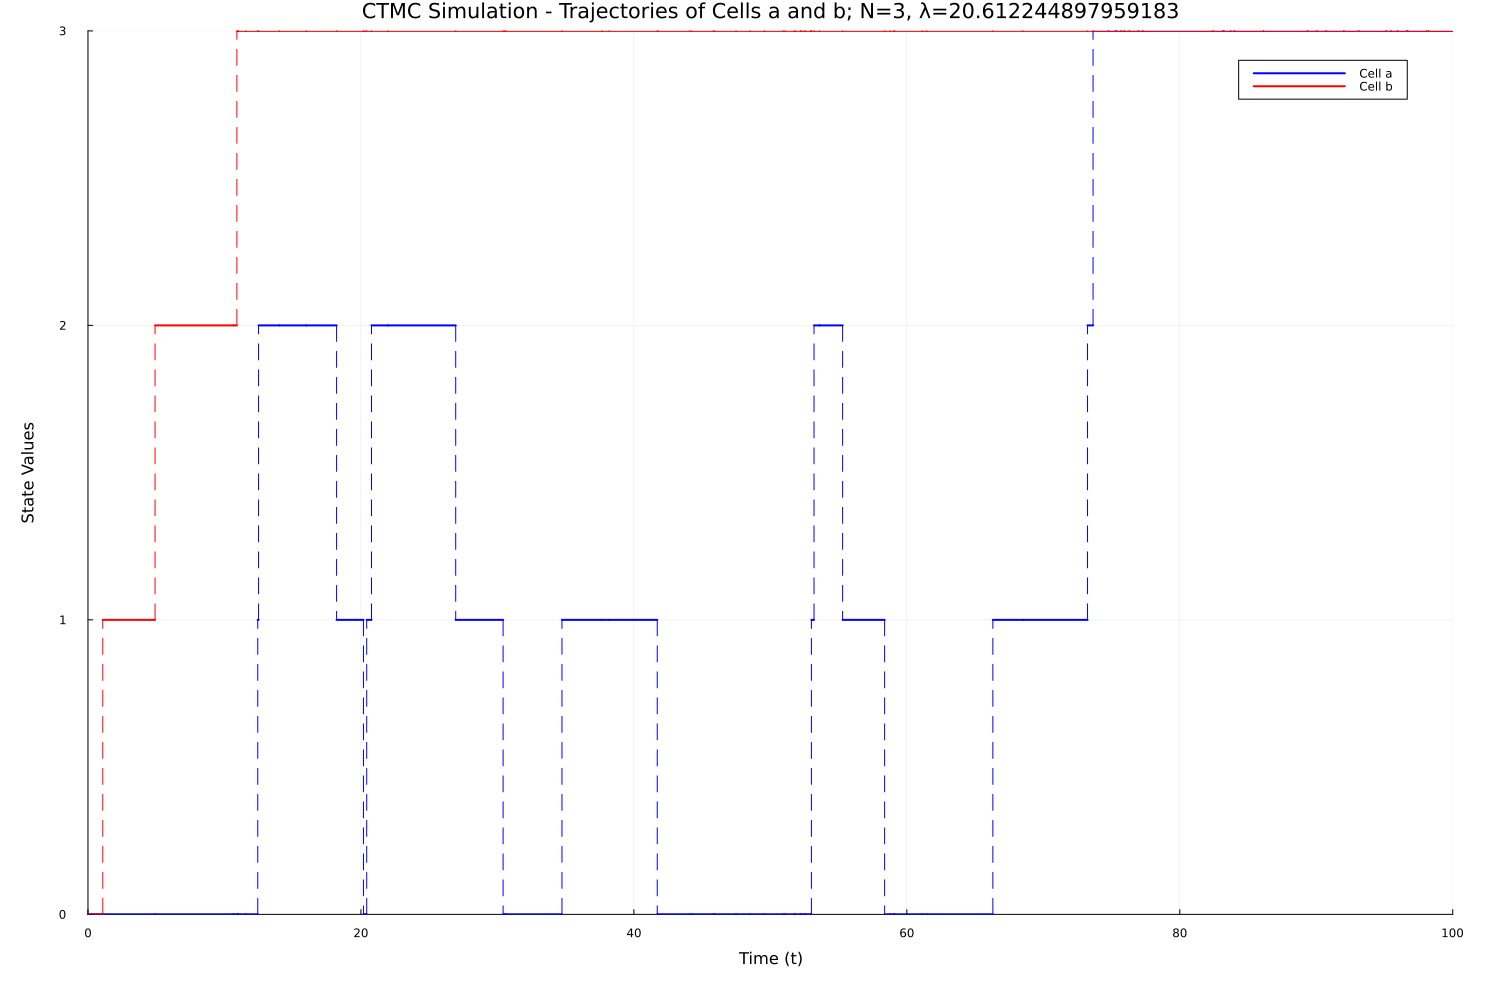 CTMC Simulation - Trajectories of Cells a and b; N=3, λ=20.612244897959183
Cell a
Cell b
State Values
3
2
1
0
0 20 40 60 80 100
Time (t)